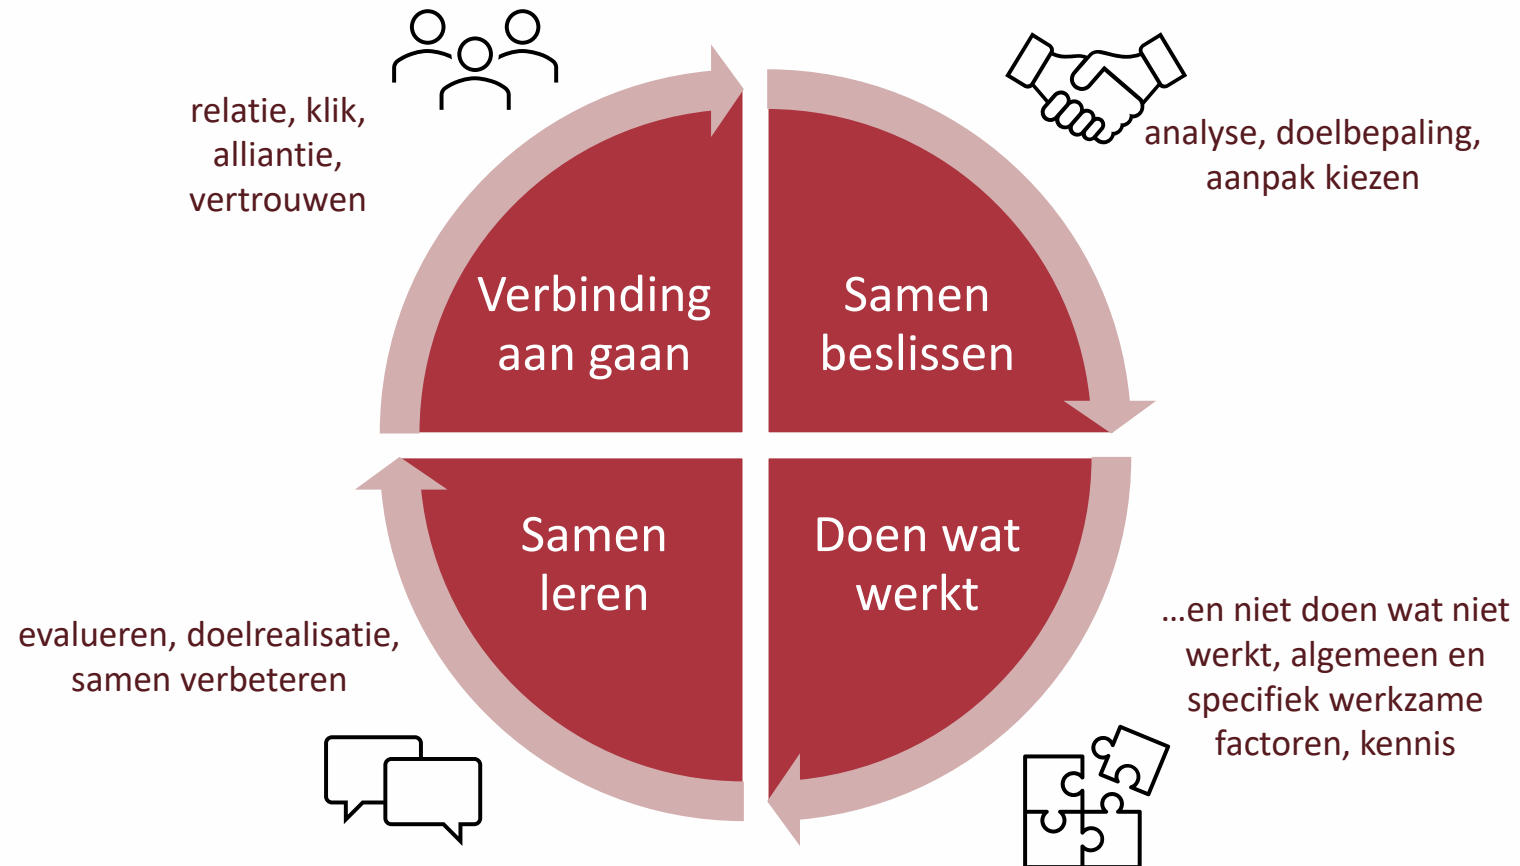 relatie, klik,
alliantie,
vertrouwen
analyse, doelbepaling,
aanpak kiezen
Verbinding
aan gaan
Samen
beslissen
Samen
leren
Doen wat
werkt
evalueren, doelrealisatie,
samen verbeteren
...en niet doen wat niet
werkt, algemeen en
specifiek werkzame
factoren, kennis